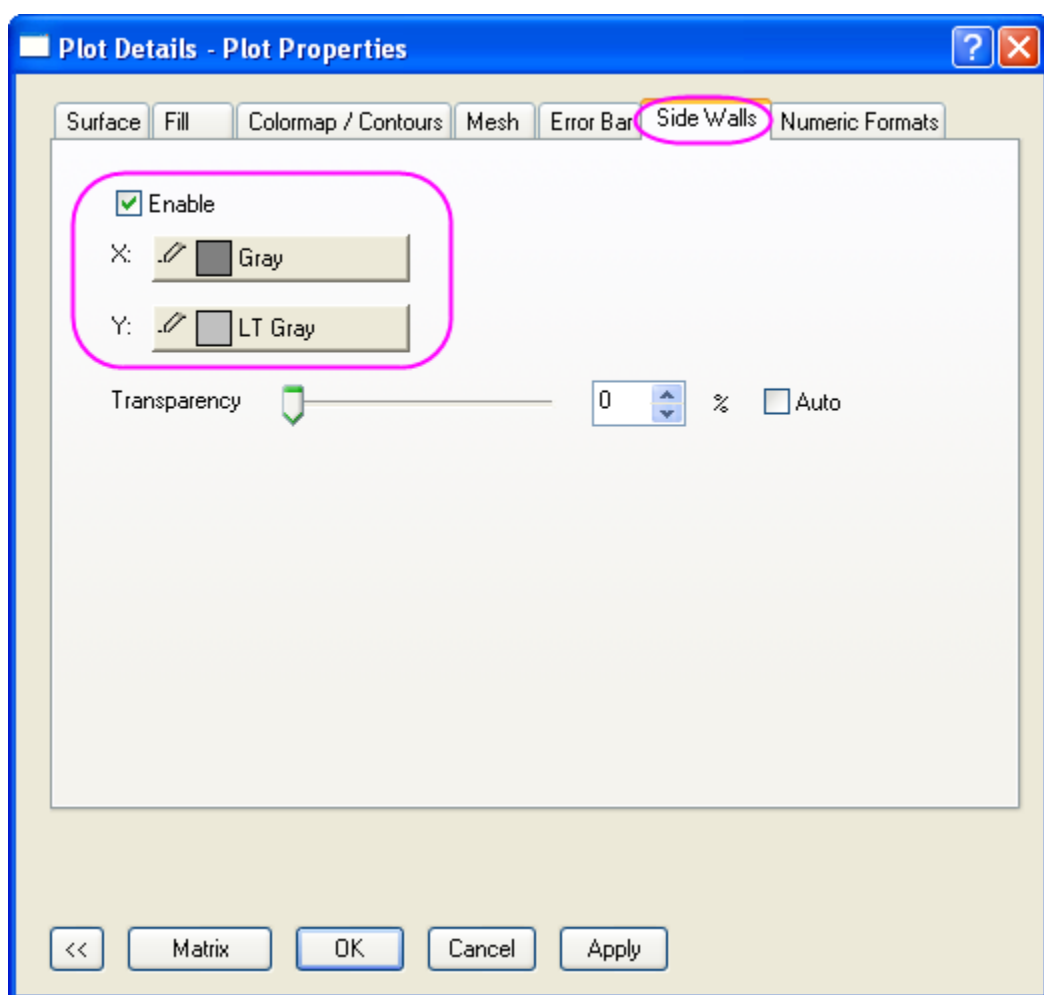 Plot Details - Plot Properties
Surface Fill Colormap / Contours Mesh Error Bar Side Walls Numeric Formats
Enable
X: Gray
Y: LT Gray
Transparency 0 % Auto
<< Matrix OK Cancel Apply